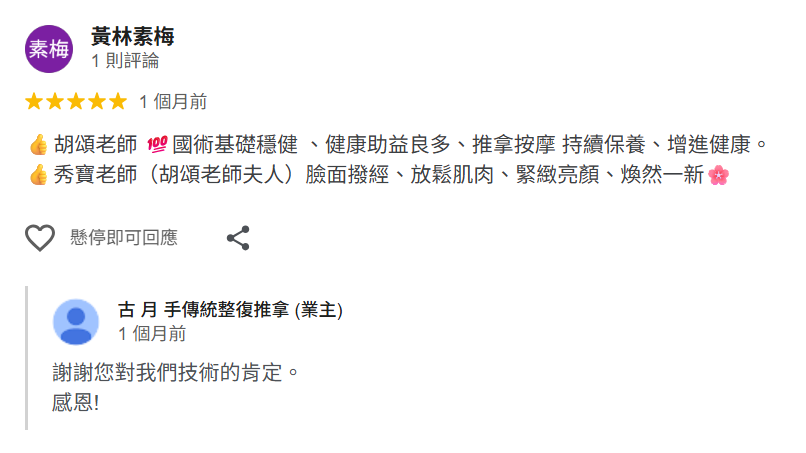 素梅
黃林素梅
1 則評論
★★★★★ 1 個月前
👍胡頌老師 💯國術基礎穩健 、健康助益良多、推拿按摩 持續保養、增進健康。
👍秀寶老師（胡頌老師夫人）臉面撥經、放鬆肌肉、緊緻亮顏、煥然一新🌸
懸停即可回應
古 月 手傳統整復推拿 (業主)
1 個月前
謝謝您對我們技術的肯定。
感恩!